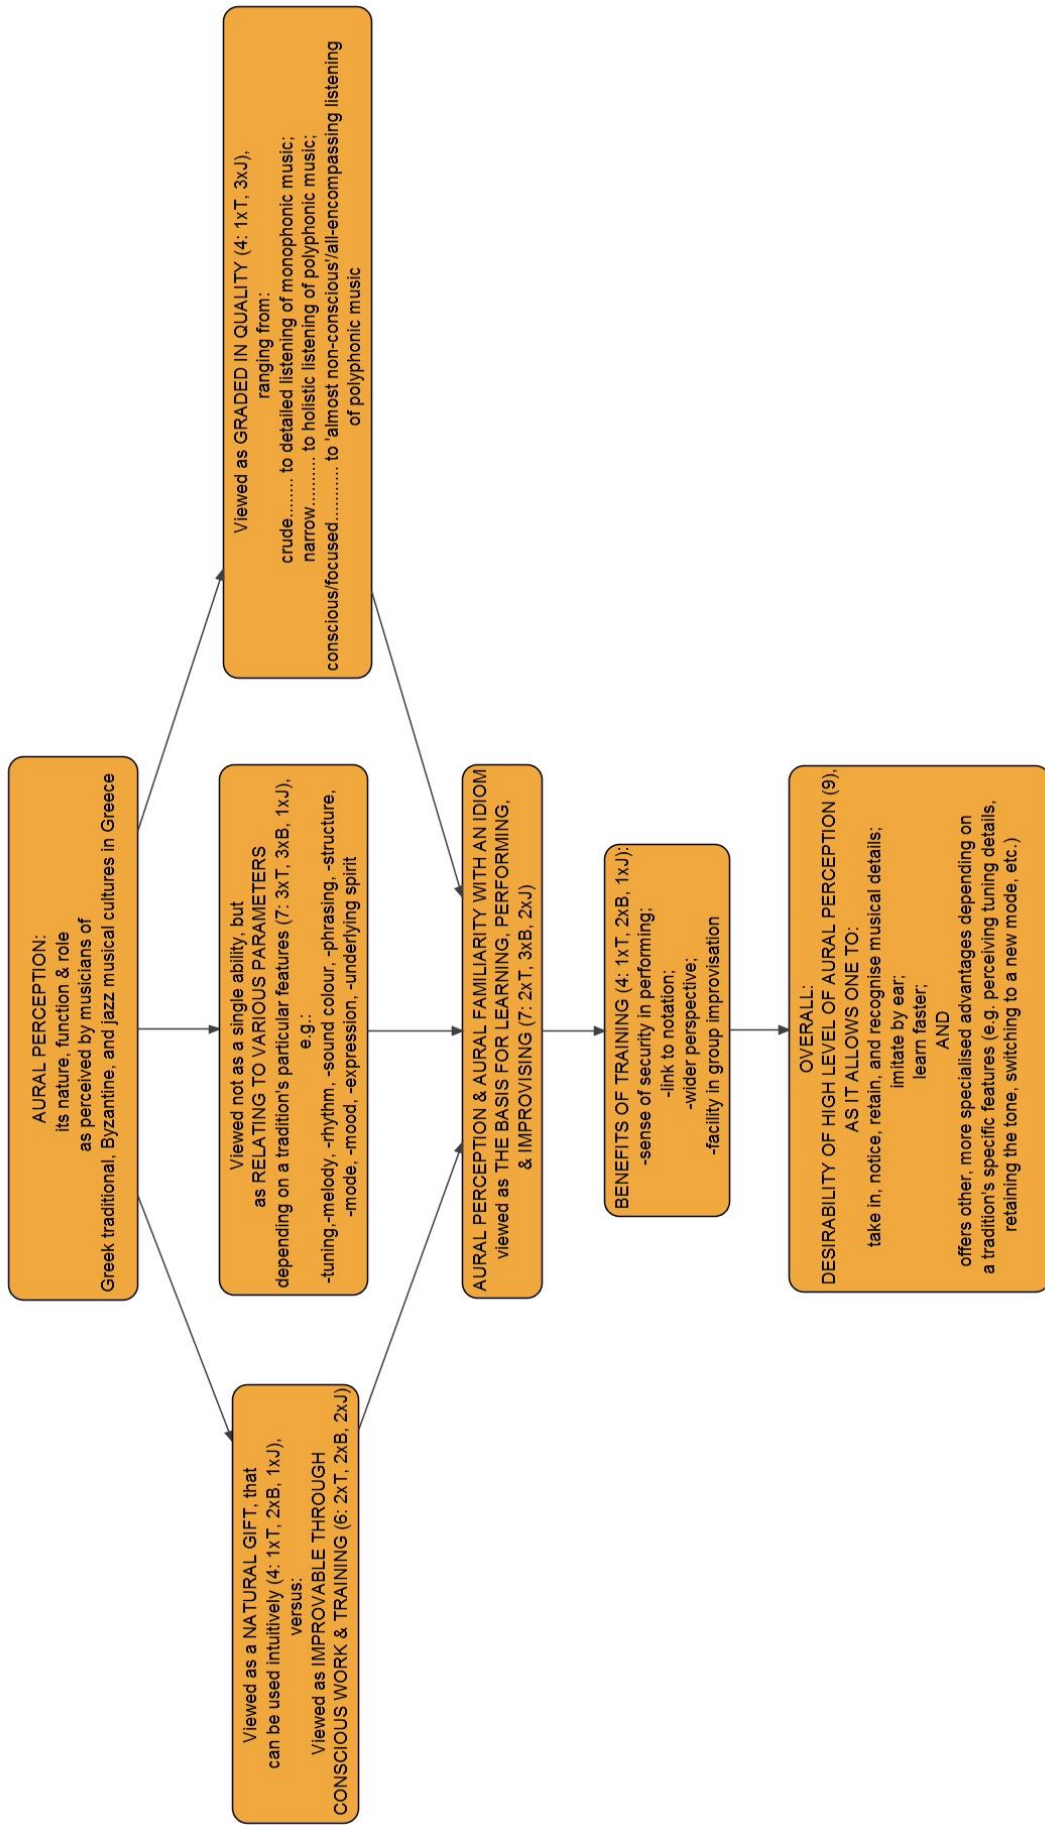 AURAL PERCEPTION:
its nature, function & role
as perceived by musicians of
Greek traditional, Byzantine, and jazz musical cultures in Greece
Viewed as a NATURAL GIFT, that
can be used intuitively (4: 1xT, 2xB, 1xJ),
versus:
Viewed as IMPROVABLE THROUGH
CONSCIOUS WORK & TRAINING (6: 2xT, 2xB, 2xJ)
Viewed not as a single ability, but
as RELATING TO VARIOUS PARAMETERS
depending on a tradition's particular features (7: 3xT, 3xB, 1xJ),
e.g.:
-tuning,-melody, -rhythm, -sound colour, -phrasing, -structure,
-mode, -mood, -expression, -underlying spirit
Viewed as GRADED IN QUALITY (4: 1xT, 3xJ),
ranging from:
crude........ to detailed listening of monophonic music;
narrow.......... to holistic listening of polyphonic music;
conscious/focused........... to 'almost non-conscious'/all-encompassing listening
of polyphonic music
AURAL PERCEPTION & AURAL FAMILIARITY WITH AN IDIOM
viewed as THE BASIS FOR LEARNING, PERFORMING,
& IMPROVISING (7: 2xT, 3xB, 2xJ)
BENEFITS OF TRAINING (4: 1xT, 2xB, 1xJ):
-sense of security in performing;
-link to notation;
-wider perspective;
-facility in group improvisation
OVERALL:
DESIRABILITY OF HIGH LEVEL OF AURAL PERCEPTION (9),
AS IT ALLOWS ONE TO:
take in, notice, retain, and recognise musical details;
imitate by ear;
learn faster;
AND
offers other, more specialised advantages depending on
a tradition's specific features (e.g. perceiving tuning details,
retaining the tone, switching to a new mode, etc.)